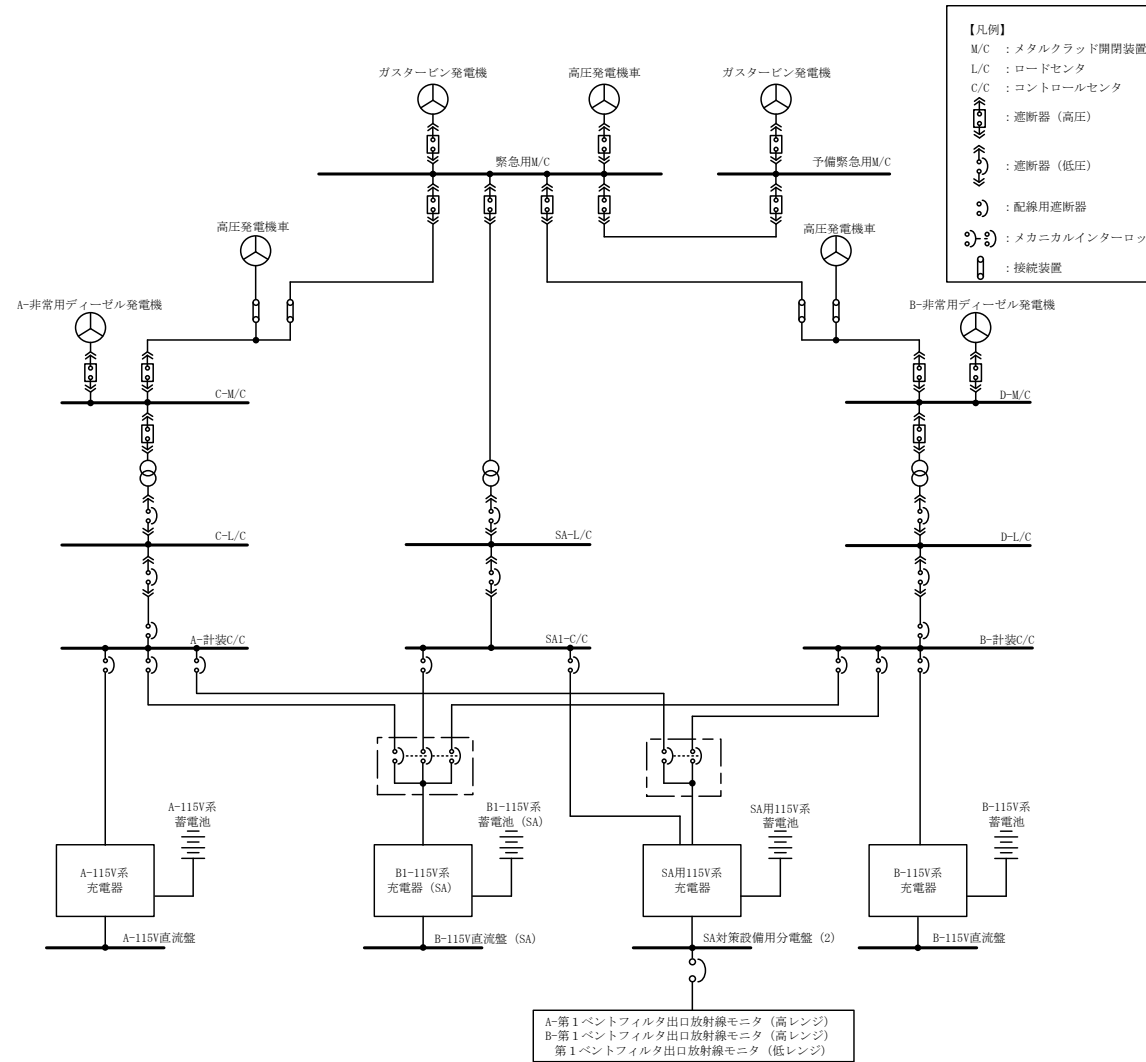 【凡例】
M/C ：メタルクラッド開閉装置
L/C ：ロードセンタ
C/C ：コントロールセンタ
：遮断器（高圧）
：遮断器（低圧）
：配線用遮断器
：メカニカルインターロッ
：接続装置
ガスタービン発電機
高圧発電機車
ガスタービン発電機
緊急用M/C
予備緊急用M/C
高圧発電機車
高圧発電機車
A-非常用ディーゼル発電機
B-非常用ディーゼル発電機
C-M/C
D-M/C
C-L/C
SA-L/C
D-L/C
A-計装C/C
SA1-C/C
B-計装C/C
A-115V系
蓄電池
B1-115V系
蓄電池（SA)
SA用115V系
蓄電池
B-115V系
蓄電池
A-115V系
充電器
B1-115V系
充電器（SA)
SA用115V系
充電器
B-115V系
充電器
A-115V直流盤
B-115V直流盤（SA)
SA対策設備用分電盤（2)
B-115V直流盤
A-第１ベントフィルタ出口放射線モニタ（高レンジ）
B-第１ベントフィルタ出口放射線モニタ（高レンジ）
第１ベントフィルタ出口放射線モニタ（低レンジ）